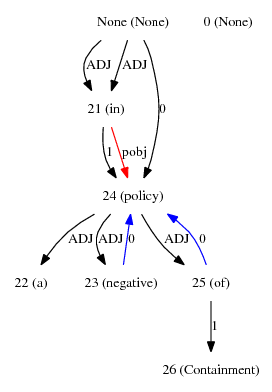 None (None) 0 (None)
ADJ ADJ
21 (in) 0
1 pobj
24 (policy)
ADJ ADJ 0 ADJ 0
22 (a) 23 (negative) 25 (of)
1
26 (Containment)